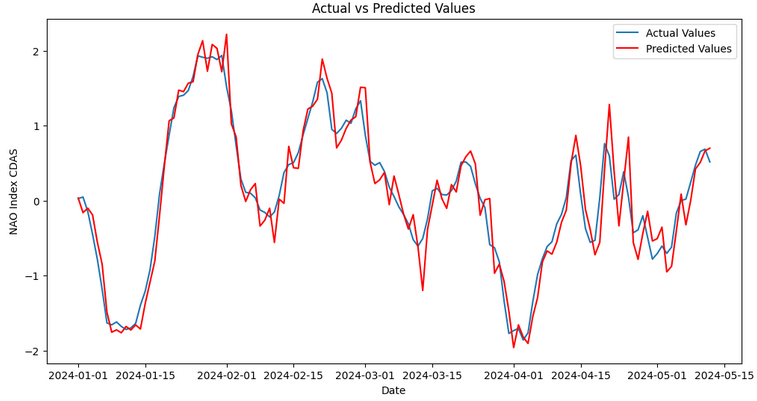 Actual vs Predicted Values
Actual Values
Predicted Values
NAO Index CDAS
2
1
0
−1
−2
2024-01-01 2024-01-15 2024-02-01 2024-02-15 2024-03-01 2024-03-15 2024-04-01 2024-04-15 2024-05-01 2024-05-15
Date